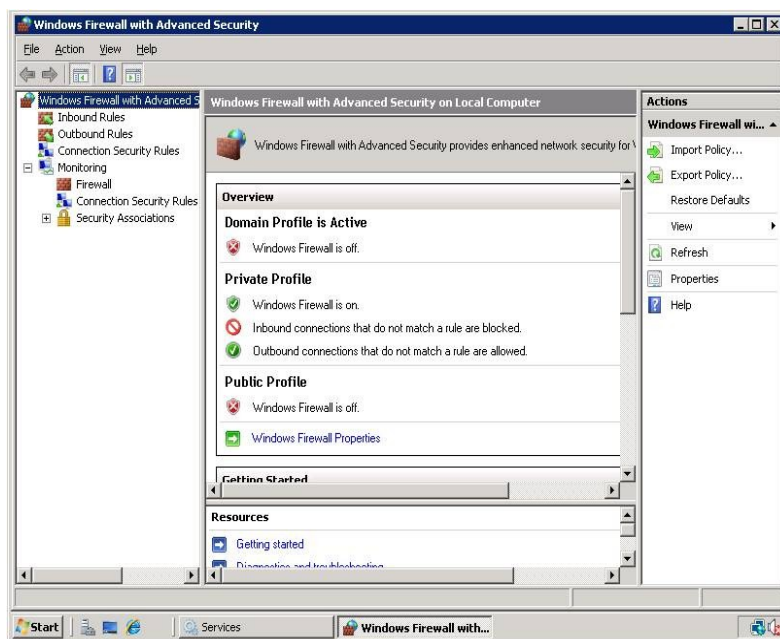 Windows Firewall with Advanced Security
File Action View Help
Windows Firewall with Advanced S
Inbound Rules
Outbound Rules
Connection Security Rules
Monitoring
Firewall
Connection Security Rules
Security Associations
Windows Firewall with Advanced Security on Local Computer
Windows Firewall with Advanced Security provides enhanced network security for
Overview
Domain Profile is Active
Windows Firewall is off.
Private Profile
Windows Firewall is on.
Inbound connections that do not match a rule are blocked.
Outbound connections that do not match a rule are allowed.
Public Profile
Windows Firewall is off.
Windows Firewall Properties
Getting Started
Resources
Getting started
Diagnostics and troubleshooting
Actions
Windows Firewall wi...
Import Policy...
Export Policy...
Restore Defaults
View
Refresh
Properties
Help
Start
Services
Windows Firewall with...